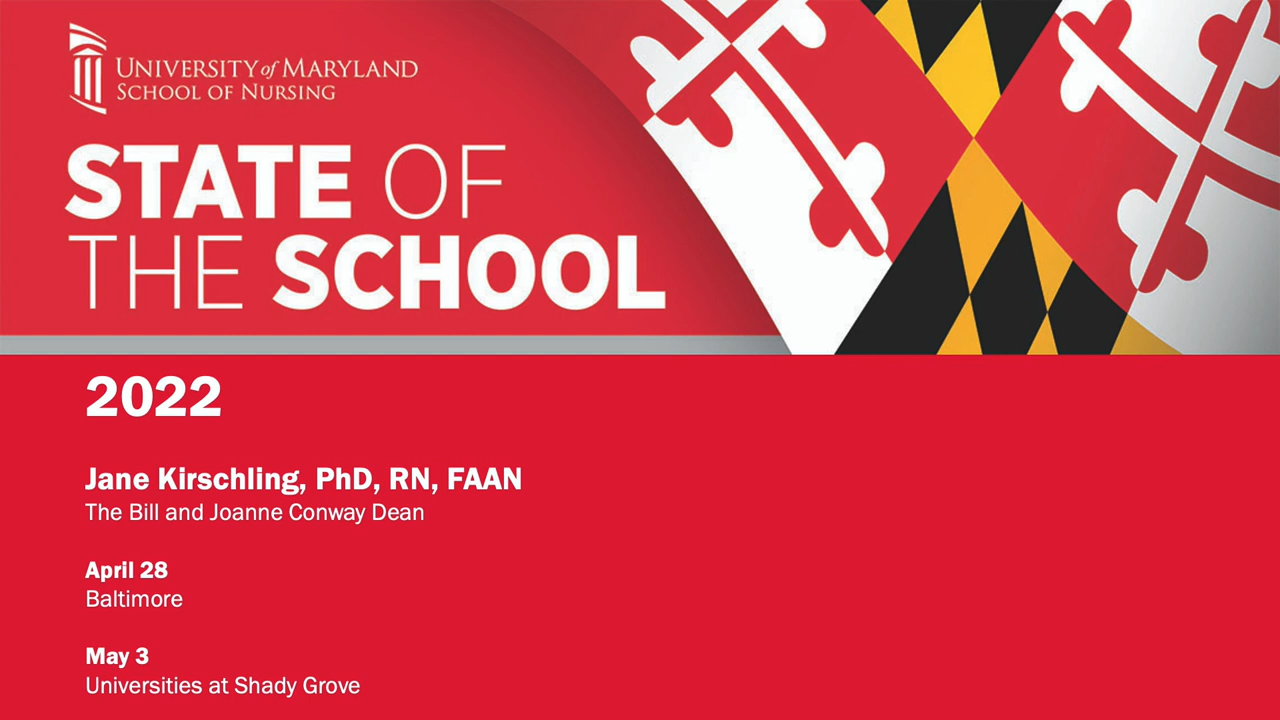 UNIVERSITY of MARYLAND
SCHOOL OF NURSING
STATE OF
THE SCHOOL
2022
Jane Kirschling, PhD, RN, FAAN
The Bill and Joanne Conway Dean
April 28
Baltimore
May 3
Universities at Shady Grove